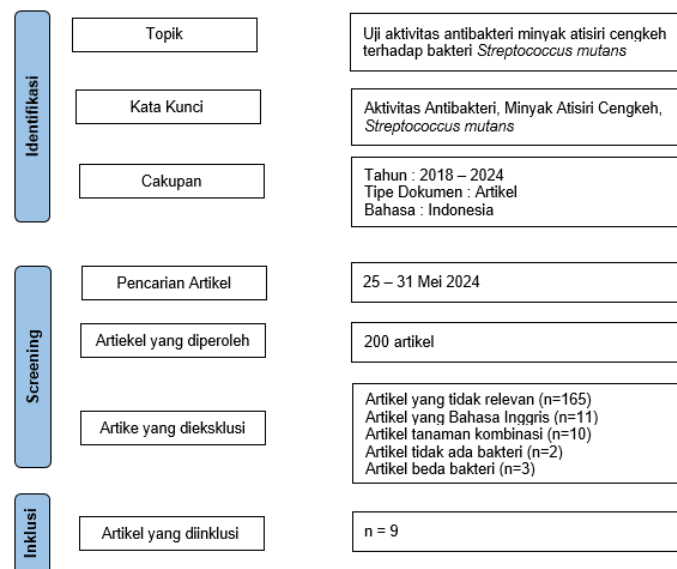 Identifikasi
Topik
Uji aktivitas antibakteri minyak atisiri cengkeh
terhadap bakteri Streptococcus mutans
Kata Kunci
Aktivitas Antibakteri, Minyak Atisiri Cengkeh,
Streptococcus mutans
Cakupan
Tahun : 2018 – 2024
Tipe Dokumen : Artikel
Bahasa : Indonesia
Screening
Pencarian Artikel
25 – 31 Mei 2024
Artiekel yang diperoleh
200 artikel
Artike yang dieksklusi
Artikel yang tidak relevan (n=165)
Artikel yang Bahasa Inggris (n=11)
Artikel tanaman kombinasi (n=10)
Artikel tidak ada bakteri (n=2)
Artikel beda bakteri (n=3)
Inklusi
Artikel yang diinklusi
n = 9